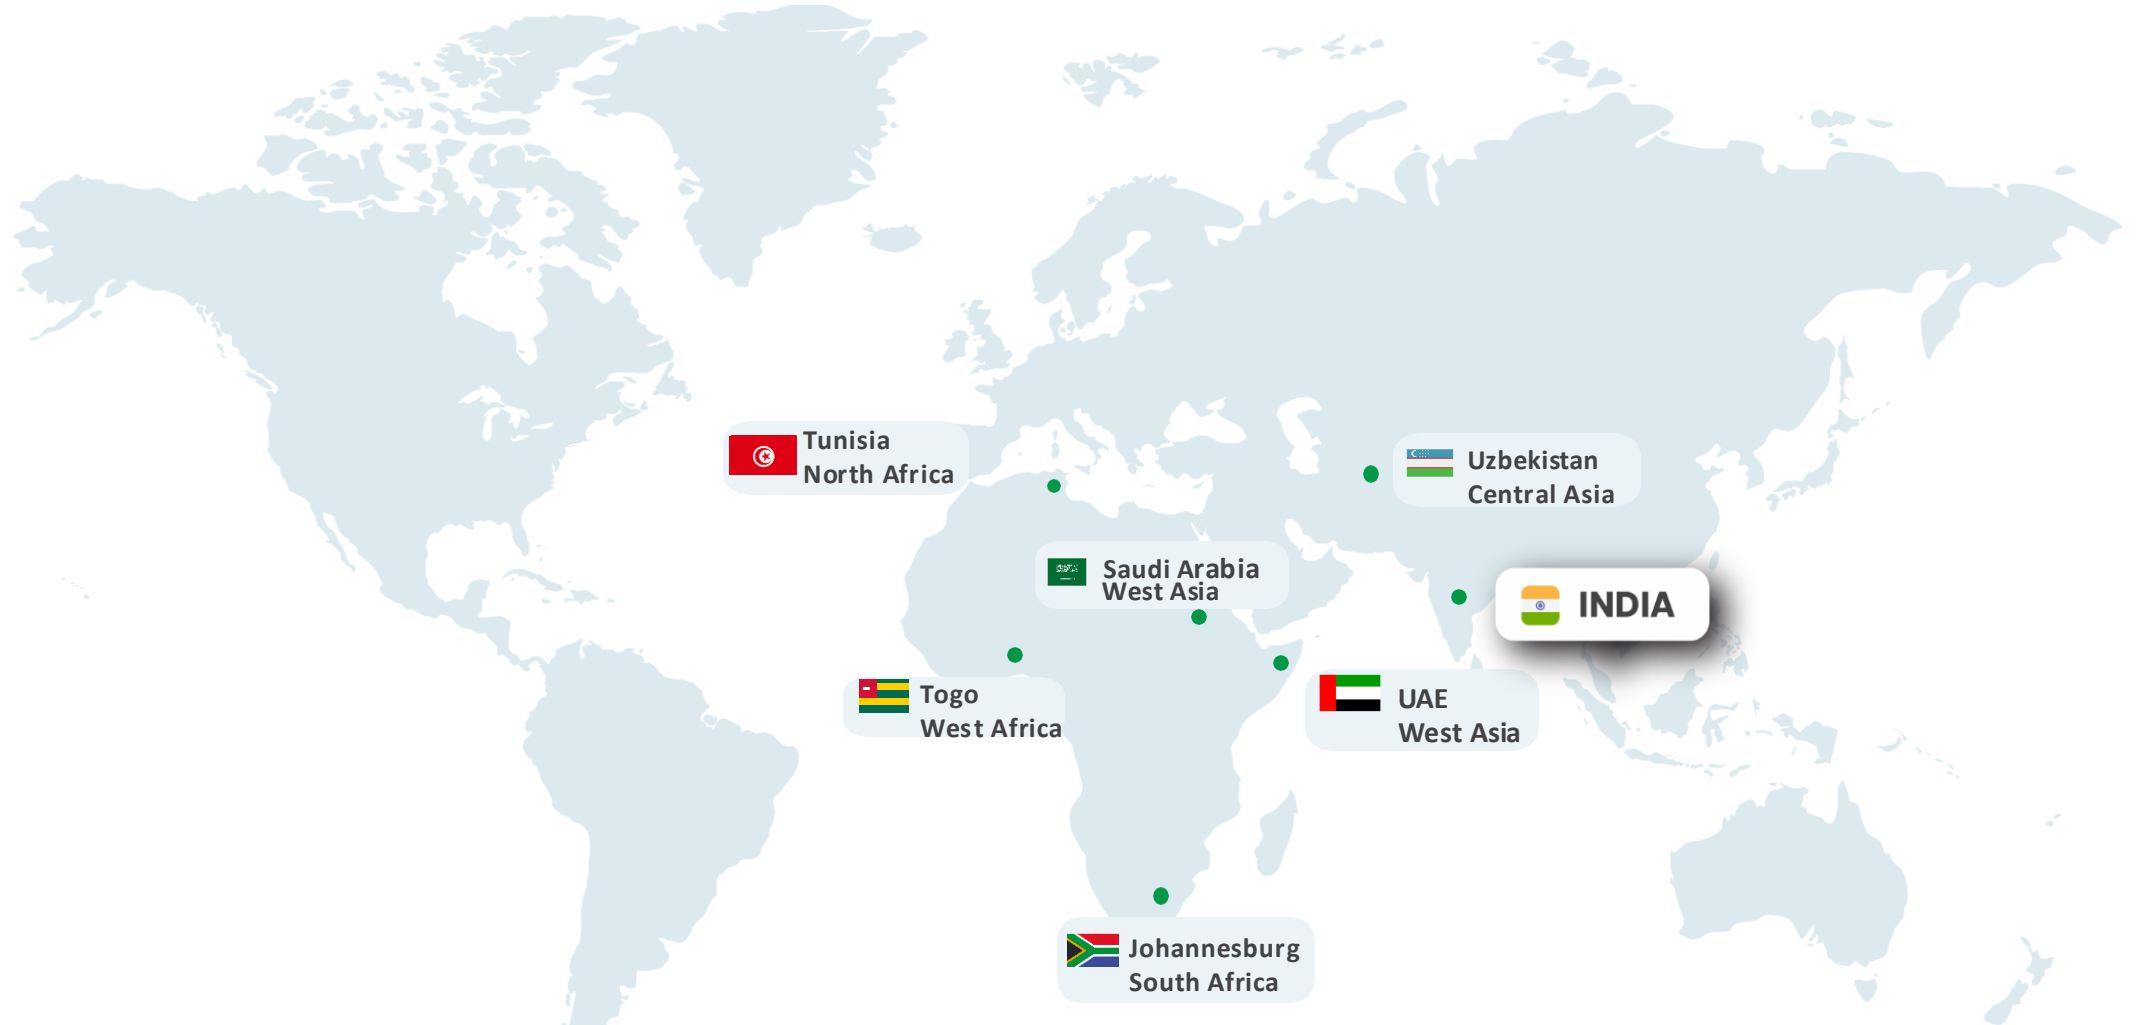 Tunisia
North Africa
Uzbekistan
Central Asia
Saudi Arabia
West Asia
INDIA
Togo
West Africa
UAE
West Asia
Johannesburg
South Africa